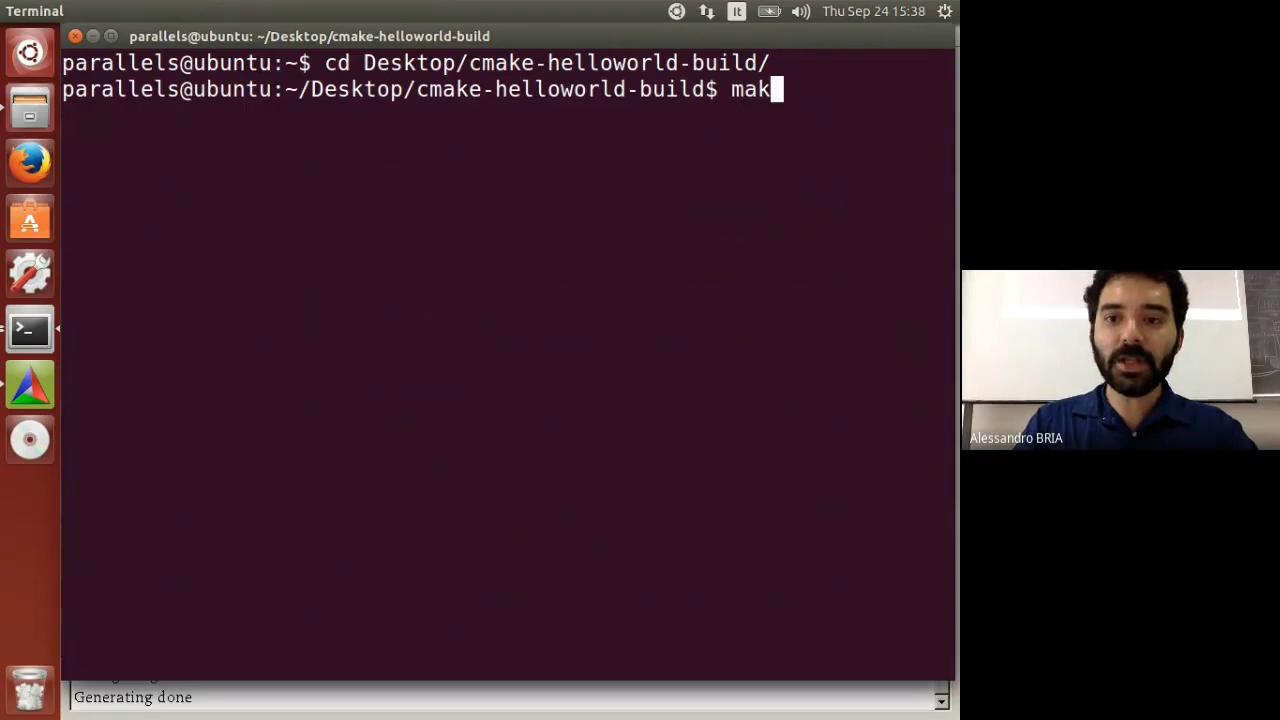 Terminal
It
Thu Sep 24 15:38
parallels@ubuntu: ~/Desktop/cmake-helloworld-build
parallels@ubuntu:~$ cd Desktop/cmake-helloworld-build/
parallels@ubuntu:~/Desktop/cmake-helloworld-build$ mak
Alessandro BRIA
Generating done